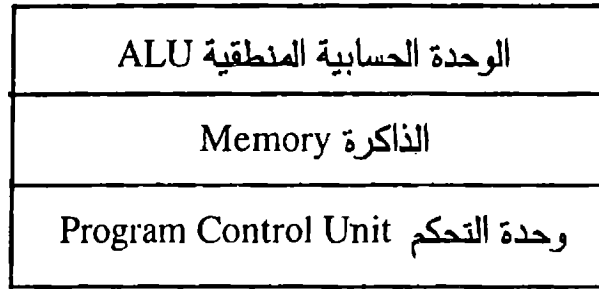 الوحدة الحسابية المنطقية ALU
الذاكرة Memory
وحدة التحكم Program Control Unit